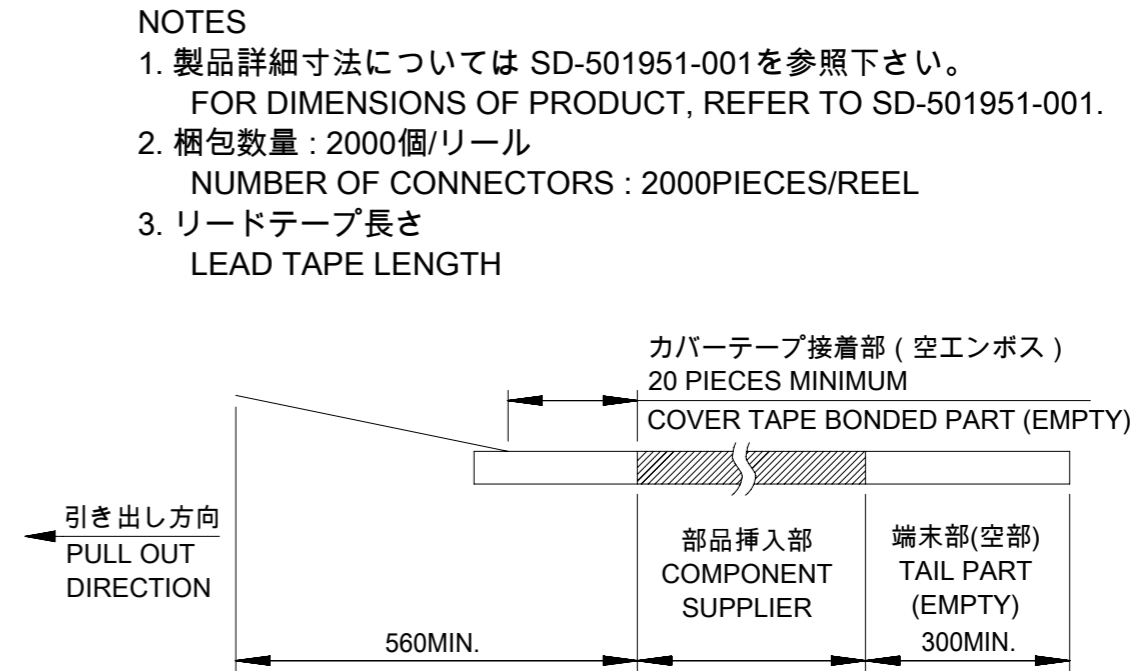 NOTES
1. 製品詳細寸法については SD-501951-001を参照下さい。
FOR DIMENSIONS OF PRODUCT, REFER TO SD-501951-001.
2. 梱包数量 : 2000個/リール
NUMBER OF CONNECTORS : 2000PIECES/REEL
3. リードテープ長さ
LEAD TAPE LENGTH
カバーテープ接着部 ( 空エンボス )
20 PIECES MINIMUM
COVER TAPE BONDED PART (EMPTY)
引き出し方向
PULL OUT
DIRECTION
部品挿入部
COMPONENT
SUPPLIER
端末部(空部)
TAIL PART
(EMPTY)
560MIN.
300MIN.